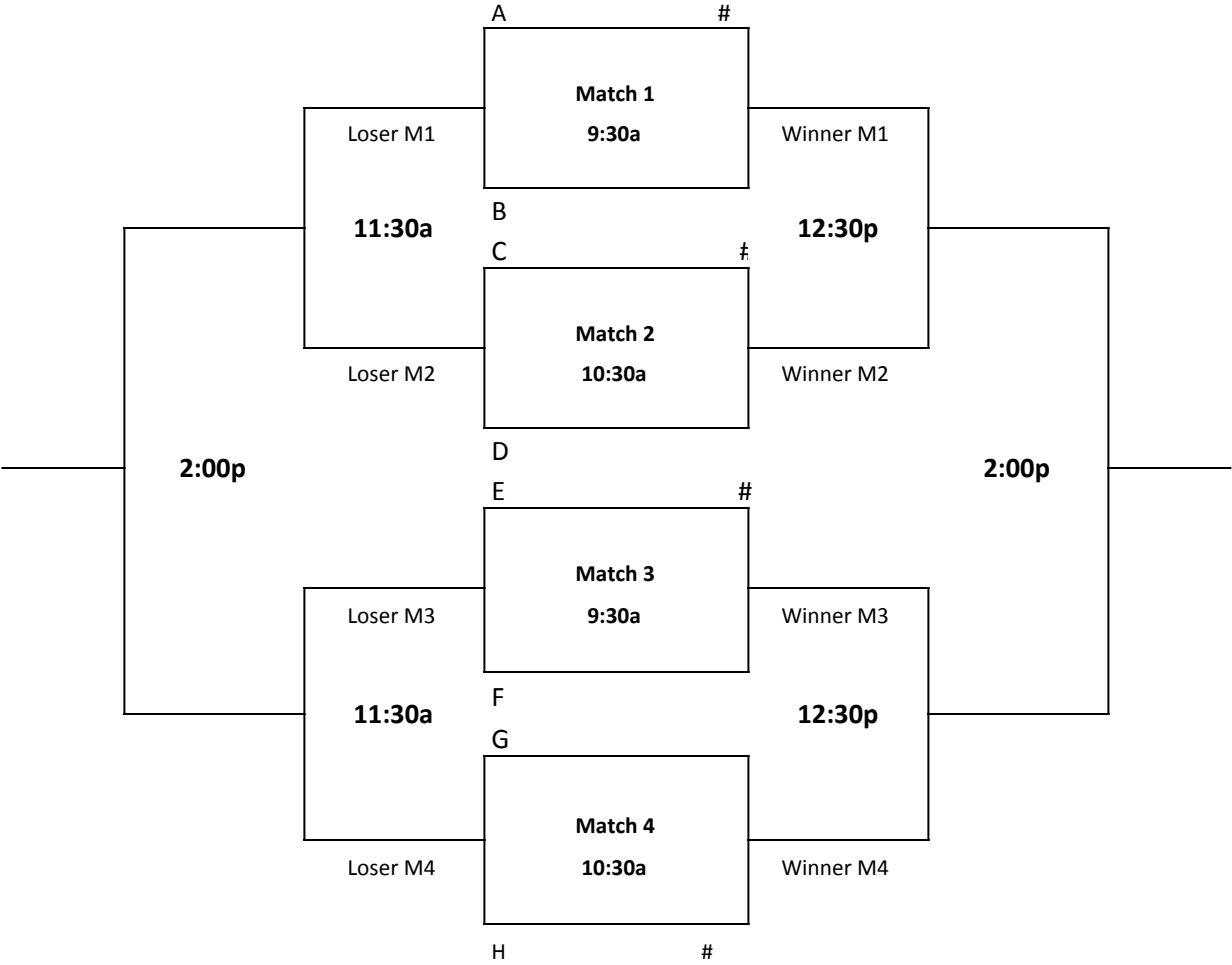 A #
Match 1
Loser M1 9:30a Winner M1
B
11:30a 12:30p
C #
Match 2
Loser M2 10:30a Winner M2
D
2:00p 2:00p
E #
Match 3
Loser M3 9:30a Winner M3
F
11:30a 12:30p
G
Match 4
Loser M4 10:30a Winner M4
H #